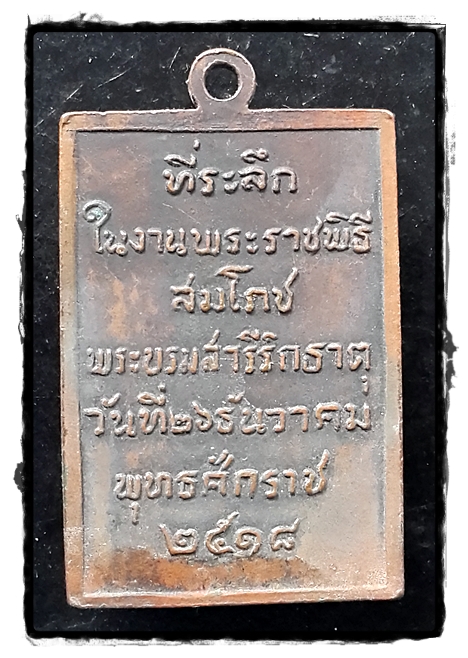 ที่ระลึก
ในงานพระราชพิธี
สมโภช
พระบรมสารีริกธาตุ
วันที่๒๖ธันวาคม
พุทธศักราช
๒๕๑๘